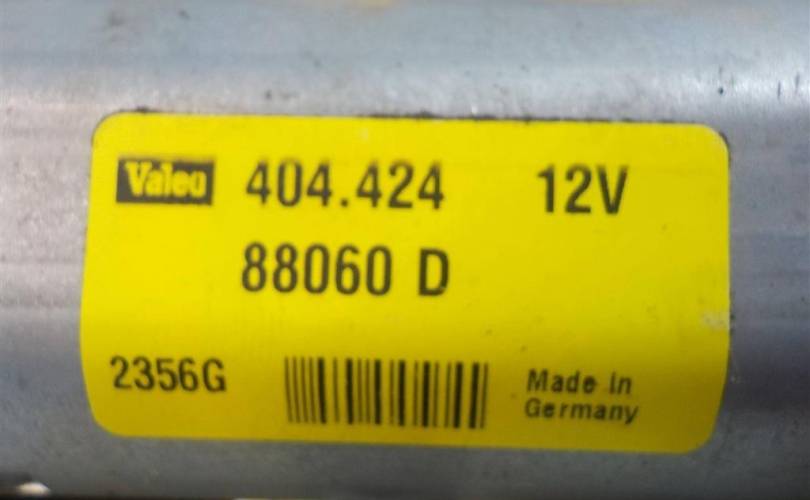 Valeo 404.424 12V
88060 D
2356G Made in
Germany